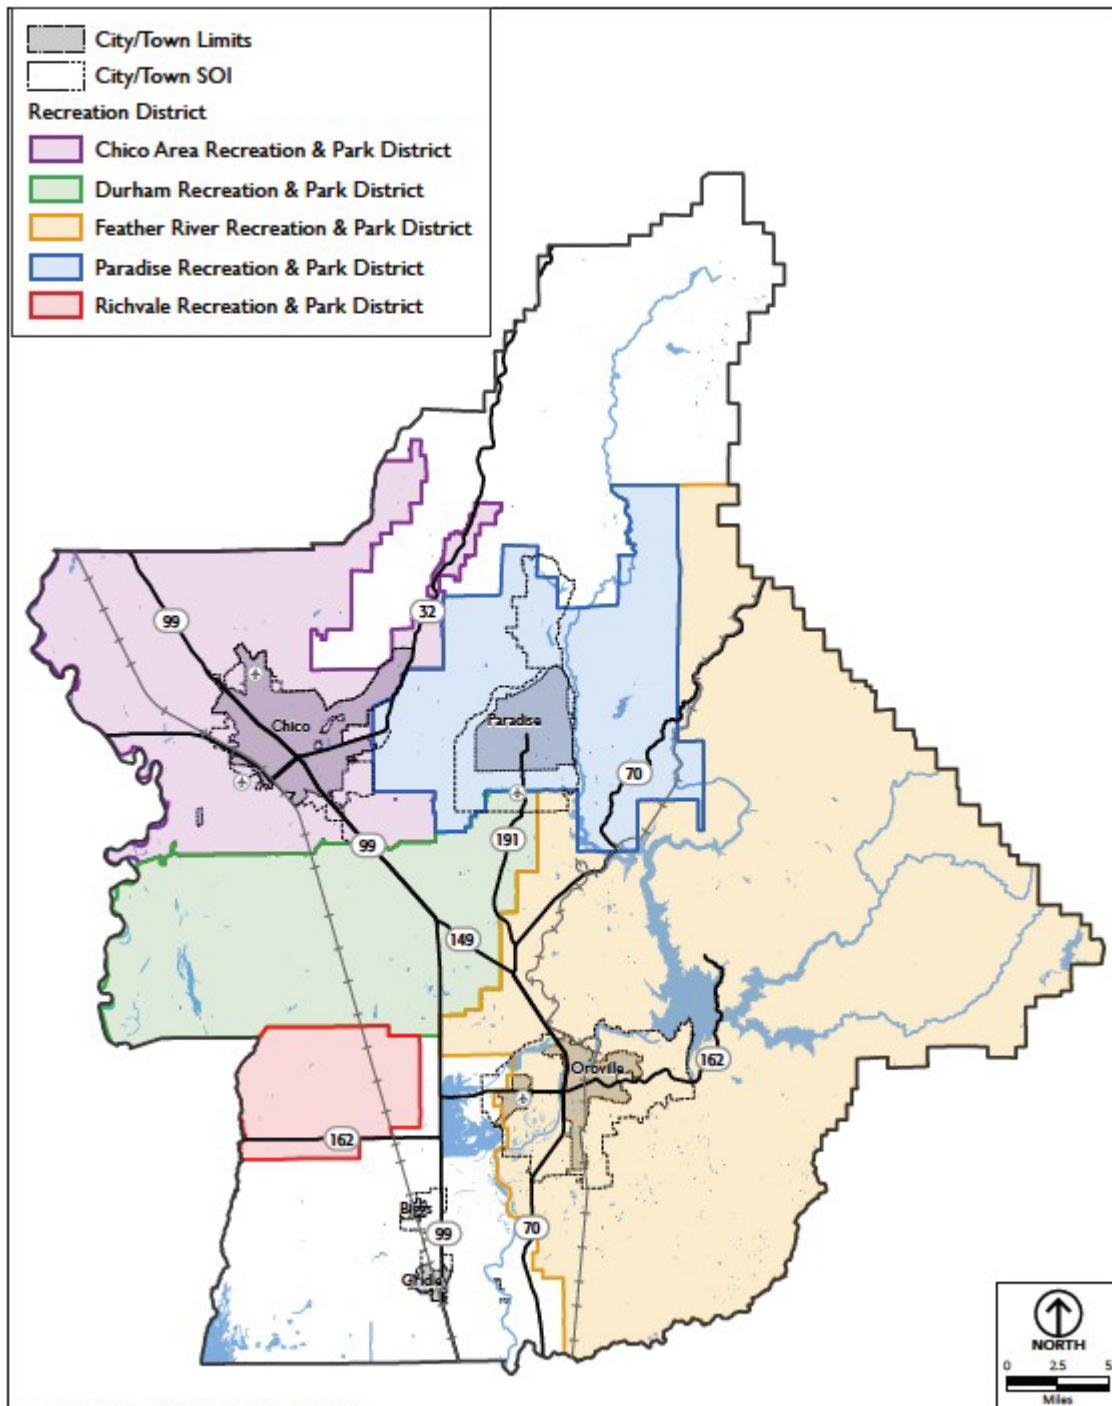 City/Town Limits
City/Town SOI
Recreation District
Chico Area Recreation & Park District
Durham Recreation & Park District
Feather River Recreation & Park District
Paradise Recreation & Park District
Richvale Recreation & Park District
32
99
Chico
Paradise
70
99
191
149
Oroville
162
162
Biggs
99
70
Gridley
NORTH
0 2.5 5
Miles